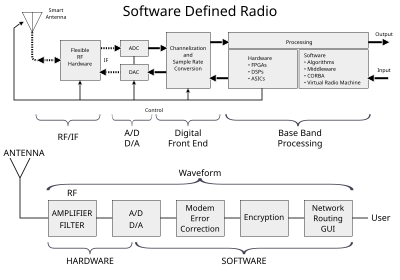 Software Defined Radio
Smart
Antenna
Flexible
RF
Hardware
IF
ADC
DAC
Channelization
and
Sample Rate
Conversion
Processing
Hardware
• FPGAs
• DSPs
• ASICs
Software
• Algorithms
• Middleware
• CORBA
• Virtual Radio Machine
Output
Input
Control
RF/IF
A/D
D/A
Digital
Front End
Base Band
Processing
ANTENNA
Waveform
RF
AMPLIFIER
FILTER
A/D
D/A
Modem
Error
Correction
Encryption
Network
Routing
GUI
User
HARDWARE
SOFTWARE